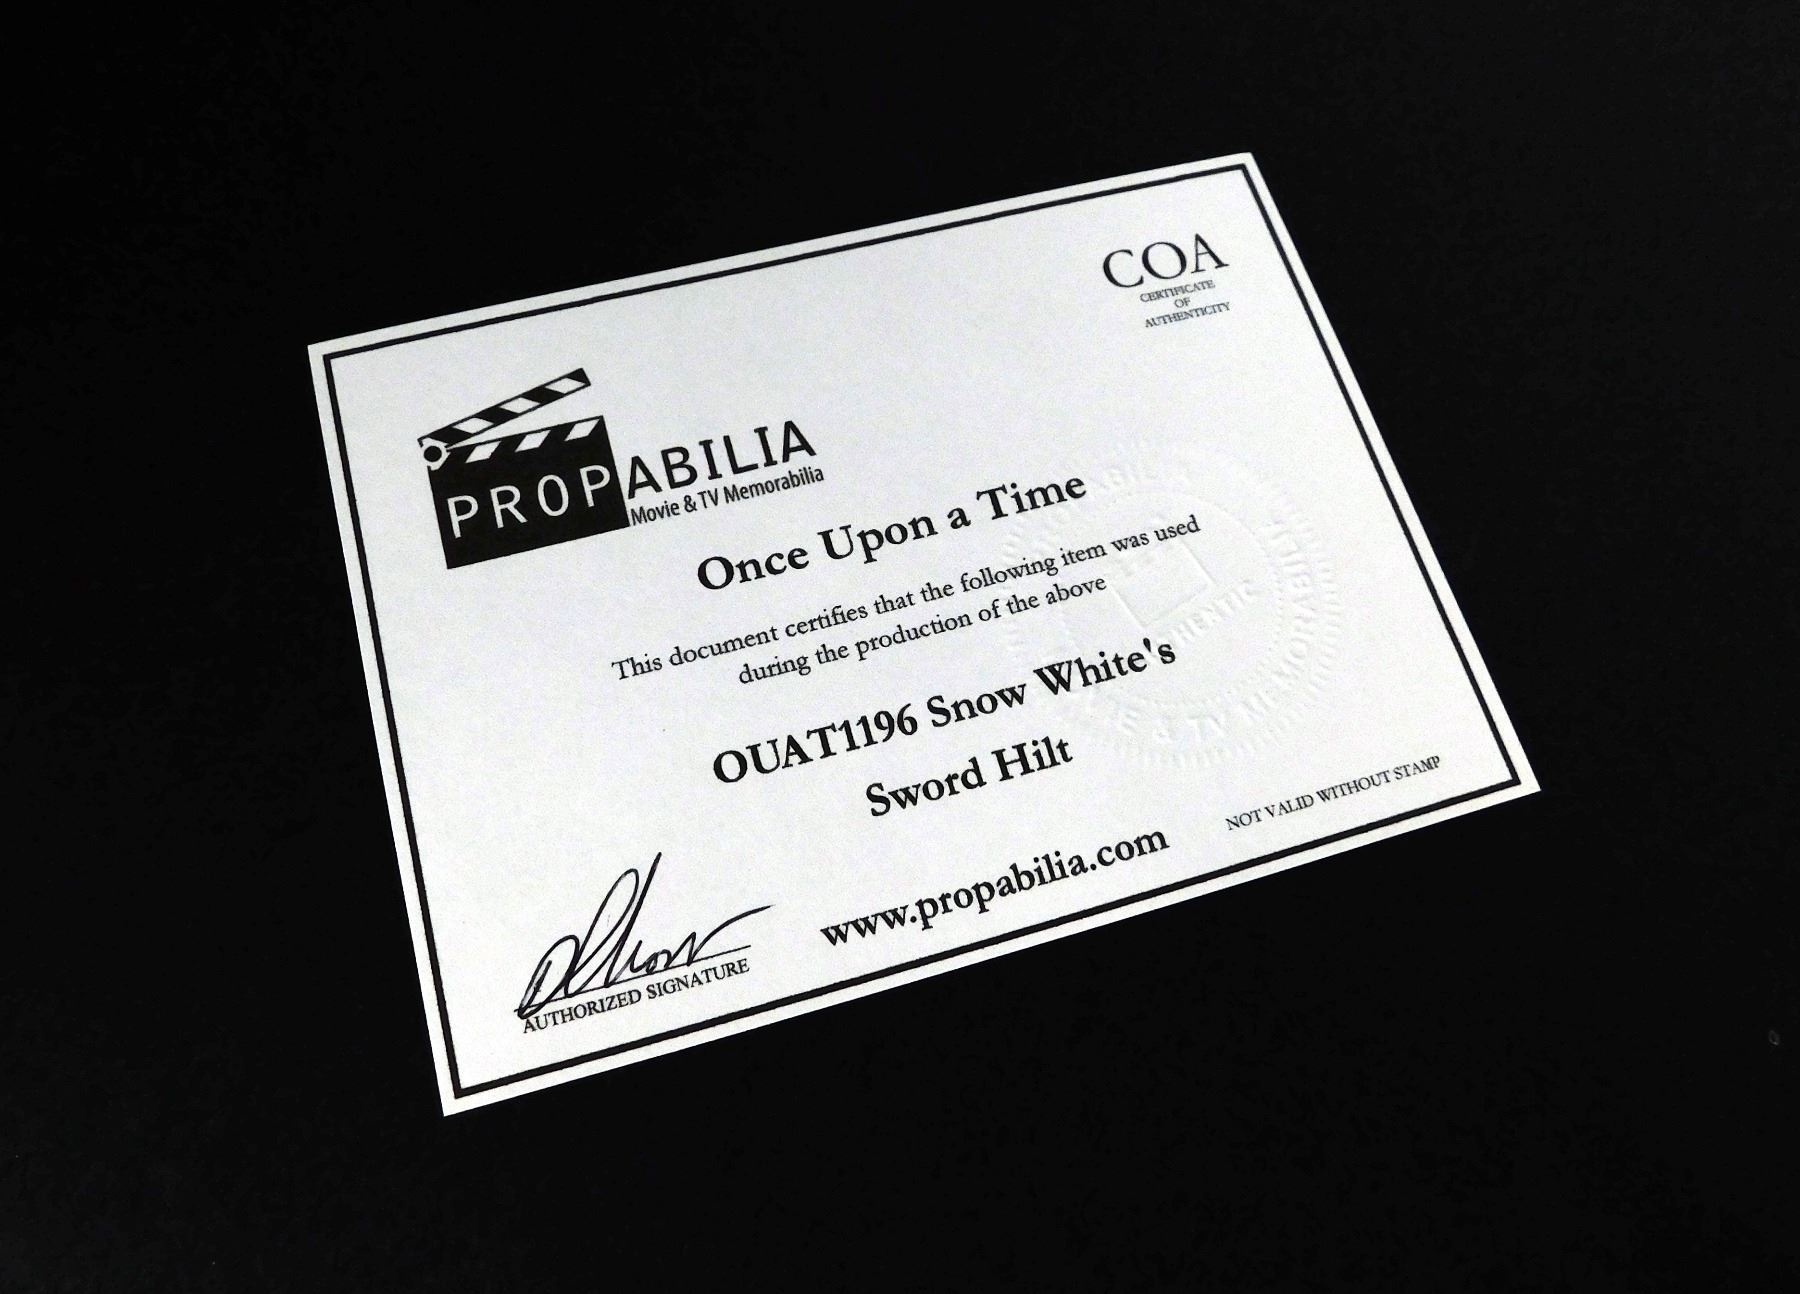 COA
CERTIFICATE
OF
AUTHENTICITY
PROPABILIA
Movie & TV Memorabilia
Once Upon a Time
This document certifies that the following item was used
during the production of the above
OUAT1196 Snow White's
Sword Hilt
www.propabilia.com
NOT VALID WITHOUT STAMP
AUTHORIZED SIGNATURE
AUTHENTIC